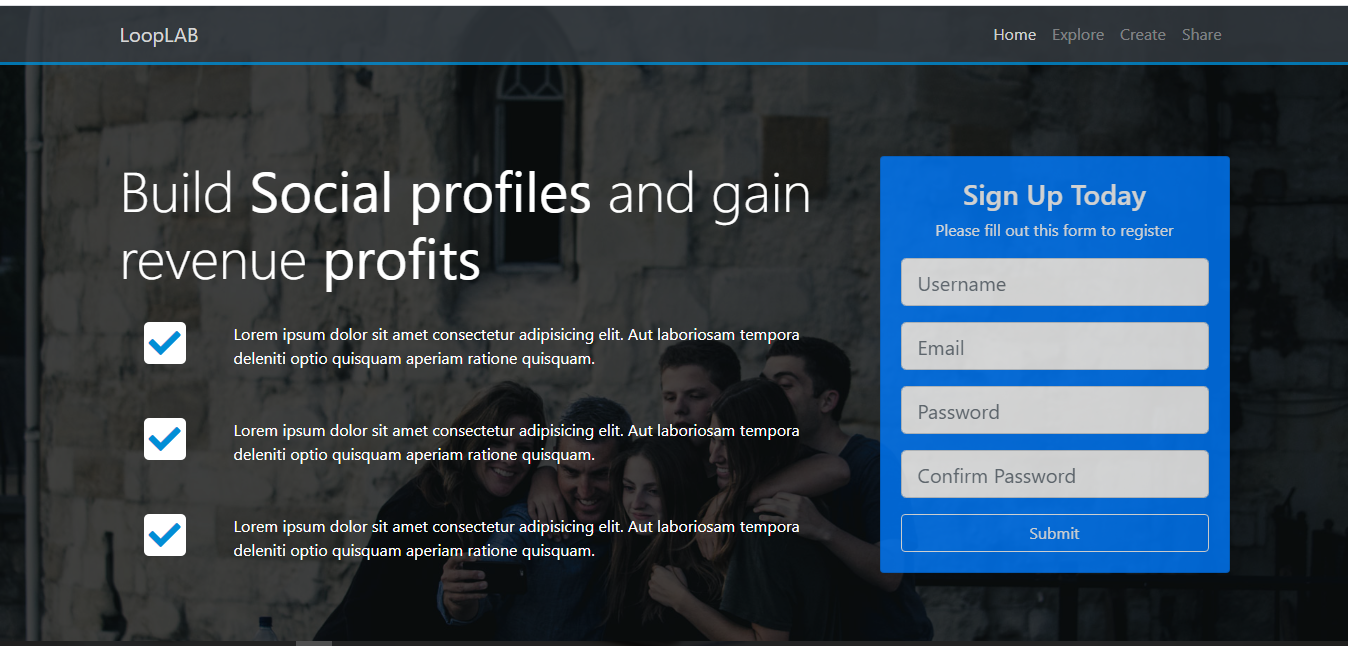 LoopLAB
Home Explore Create Share
Build Social profiles and gain
revenue profits
Lorem ipsum dolor sit amet consectetur adipisicing elit. Aut laboriosam tempora
deleniti optio quisquam aperiam ratione quisquam.
Lorem ipsum dolor sit amet consectetur adipisicing elit. Aut laboriosam tempora
deleniti optio quisquam aperiam ratione quisquam.
Lorem ipsum dolor sit amet consectetur adipisicing elit. Aut laboriosam tempora
deleniti optio quisquam aperiam ratione quisquam.
Sign Up Today
Please fill out this form to register
Username
Email
Password
Confirm Password
Submit